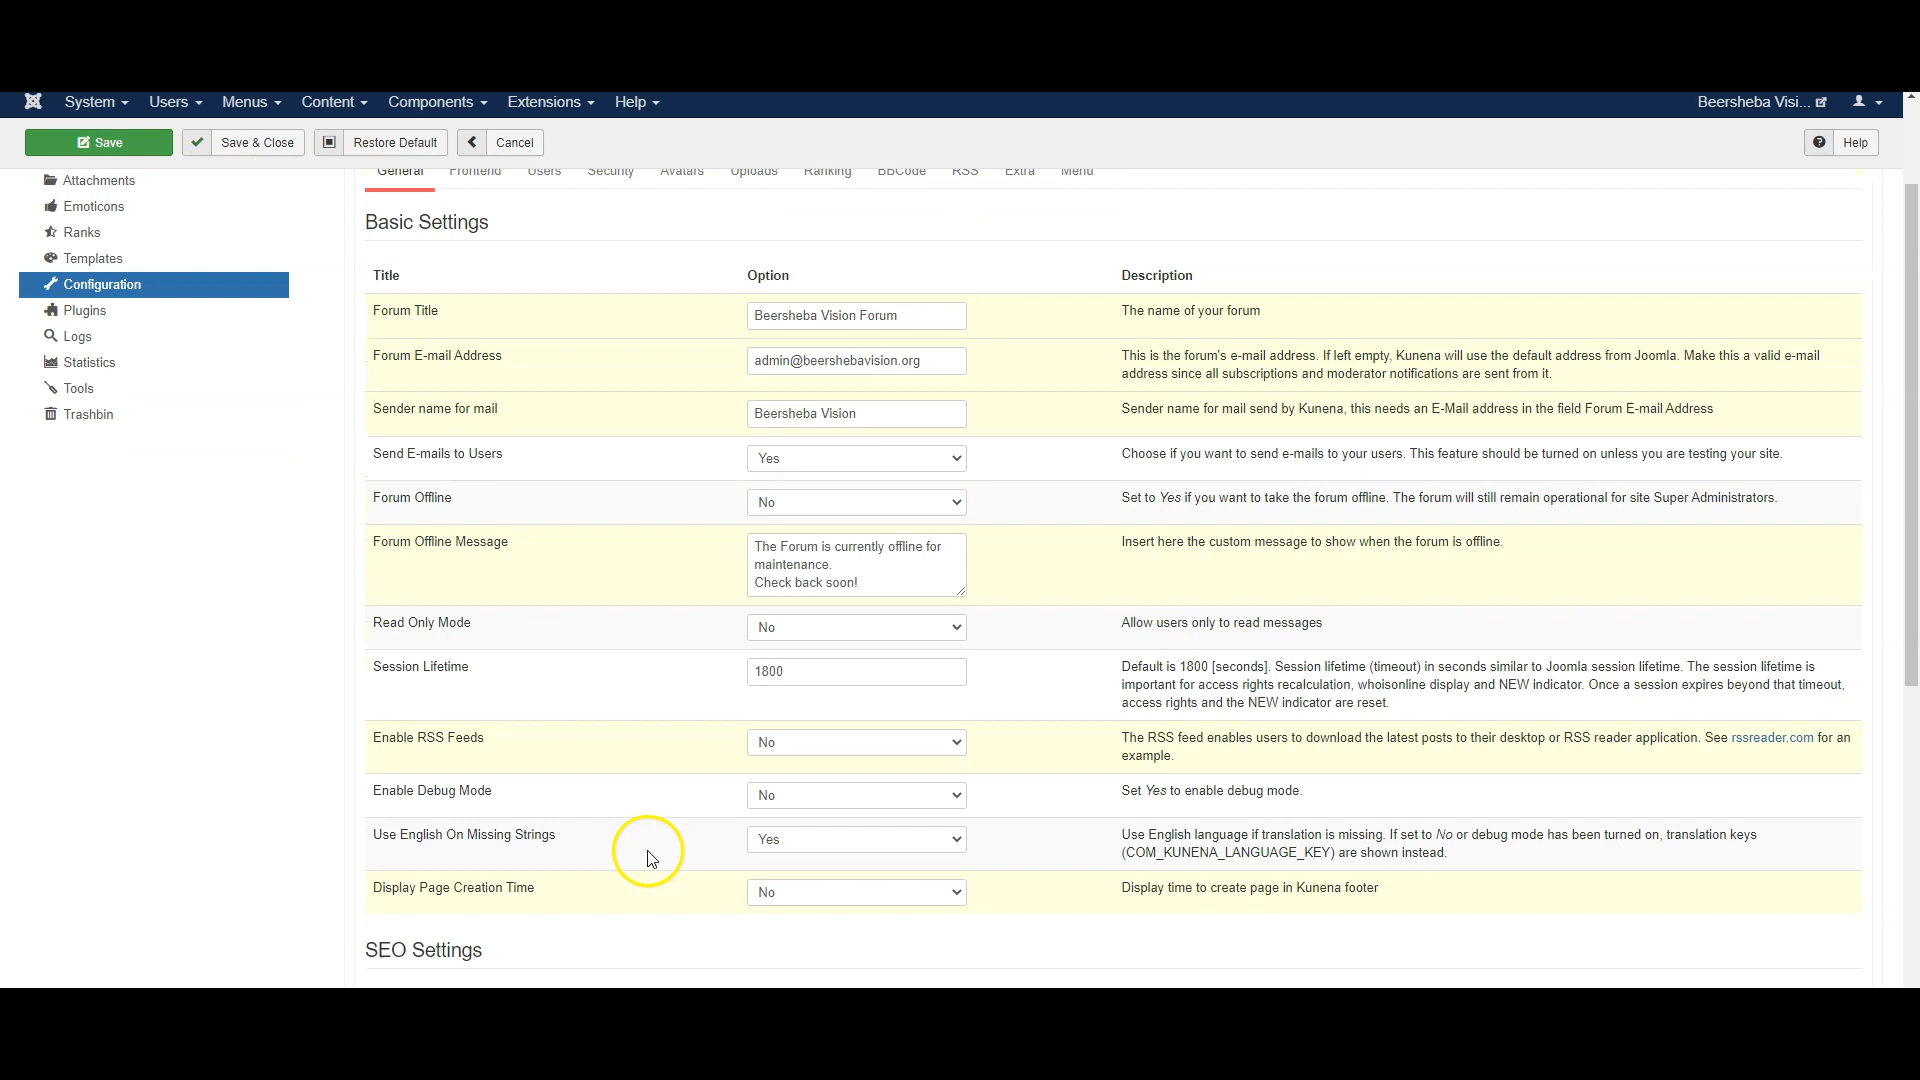 System Users Menus Content Components Extensions Help Beersheba Visi...
Save Save & Close Restore Default Cancel Help
General Frontend Users Security Avatars Uploads Ranking BBCode RSS Extra Menu
Attachments
Emoticons
Ranks
Templates
Configuration
Plugins
Logs
Statistics
Tools
Trashbin
Basic Settings
Title Option Description
Forum Title Beersheba Vision Forum The name of your forum
Forum E-mail Address admin@beershebavision.org This is the forum's e-mail address. If left empty, Kunena will use the default address from Joomla. Make this a valid e-mail
address since all subscriptions and moderator notifications are sent from it.
Sender name for mail Beersheba Vision Sender name for mail send by Kunena, this needs an E-Mail address in the field Forum E-mail Address
Send E-mails to Users Yes Choose if you want to send e-mails to your users. This feature should be turned on unless you are testing your site.
Forum Offline No Set to Yes if you want to take the forum offline. The forum will still remain operational for site Super Administrators.
Forum Offline Message The Forum is currently offline for Insert here the custom message to show when the forum is offline.
maintenance.
Check back soon!
Read Only Mode No Allow users only to read messages
Session Lifetime 1800 Default is 1800 [seconds]. Session lifetime (timeout) in seconds similar to Joomla session lifetime. The session lifetime is
important for access rights recalculation, whoisonline display and NEW indicator. Once a session expires beyond that timeout,
access rights and the NEW indicator are reset.
Enable RSS Feeds No The RSS feed enables users to download the latest posts to their desktop or RSS reader application. See rssreader.com for an
example.
Enable Debug Mode No Set Yes to enable debug mode.
Use English On Missing Strings Yes Use English language if translation is missing. If set to No or debug mode has been turned on, translation keys
(COM_KUNENA_LANGUAGE_KEY) are shown instead.
Display Page Creation Time No Display time to create page in Kunena footer
SEO Settings